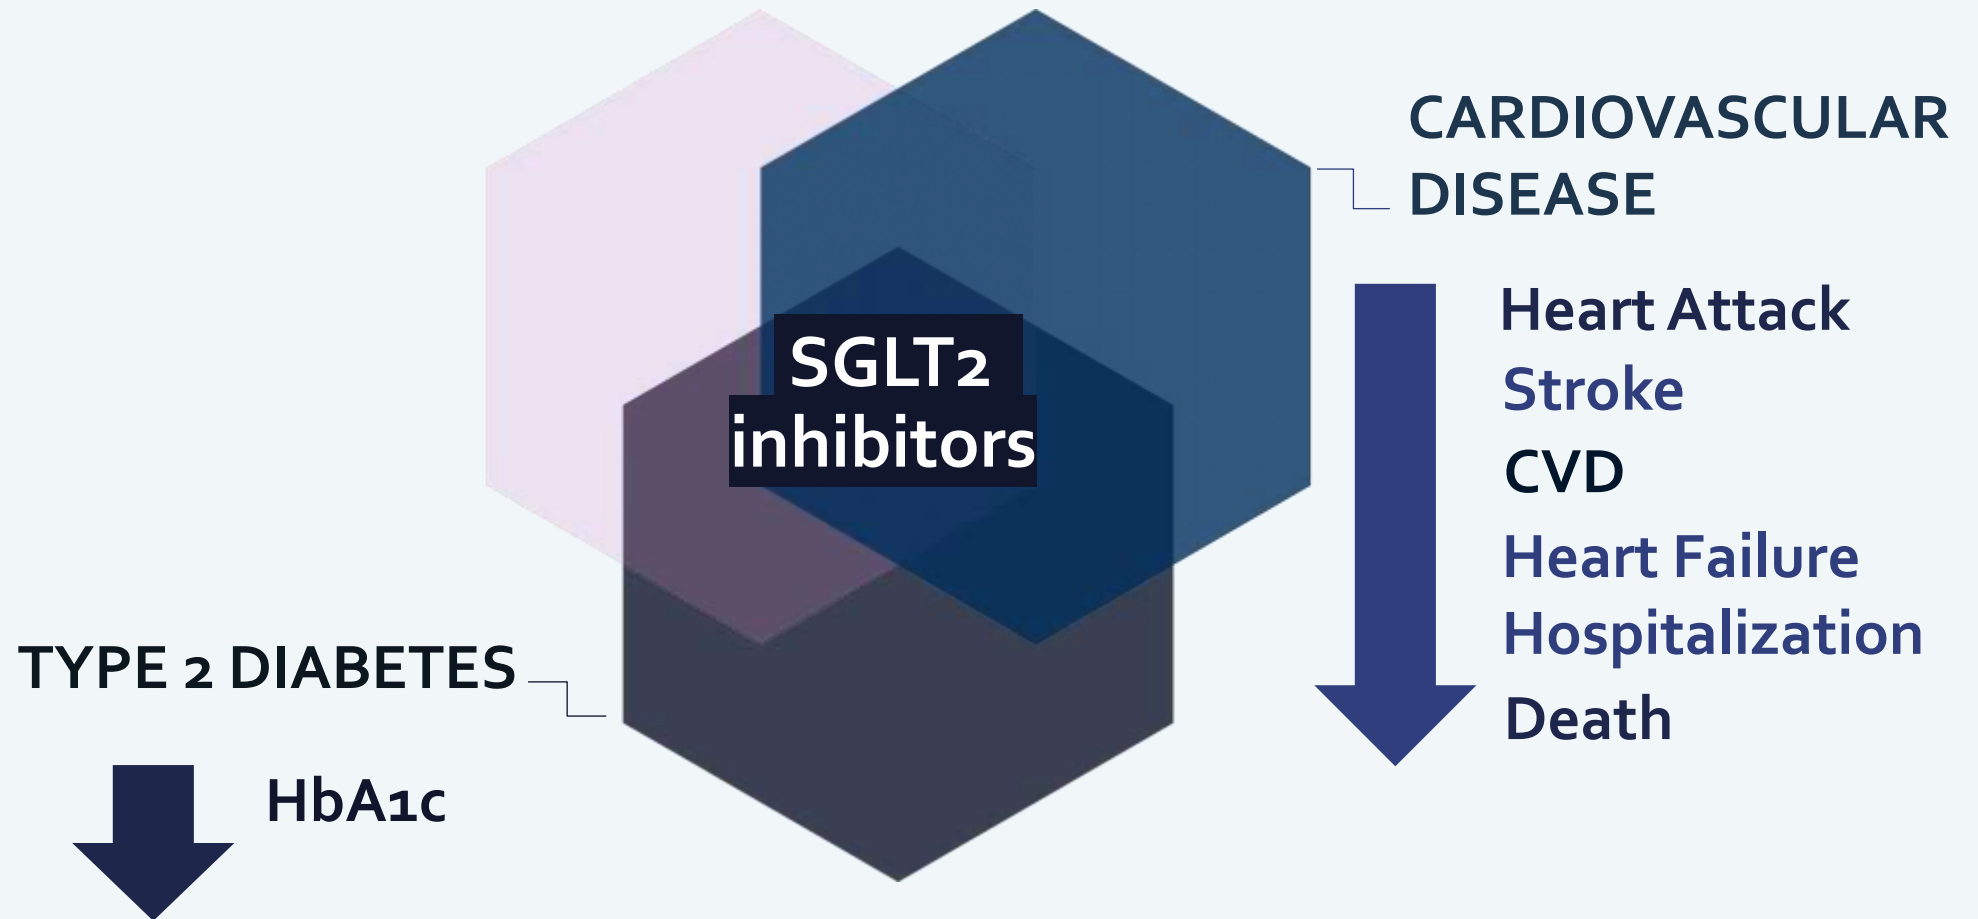 CARDIOVASCULAR
DISEASE
Heart Attack
Stroke
CVD
Heart Failure
Hospitalization
Death
SGLT2
inhibitors
TYPE 2 DIABETES
HbA1c